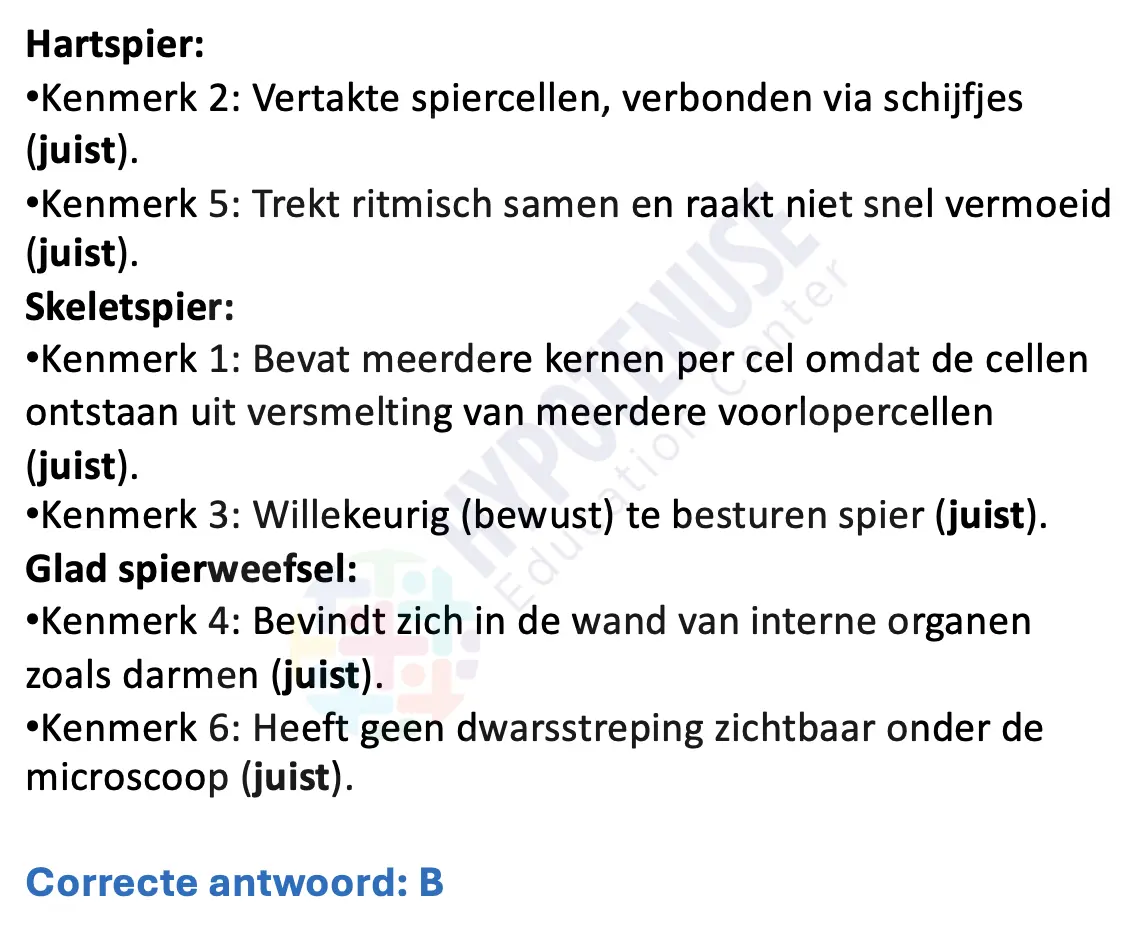 Hartspier:
•Kenmerk 2: Vertakte spiercellen, verbonden via schijfjes
(juist).
•Kenmerk 5: Trekt ritmisch samen en raakt niet snel vermoeid
(juist).
Skeletspier:
•Kenmerk 1: Bevat meerdere kernen per cel omdat de cellen
ontstaan uit versmelting van meerdere voorlopercellen
(juist).
•Kenmerk 3: Willekeurig (bewust) te besturen spier (juist).
Glad spierweefsel:
•Kenmerk 4: Bevindt zich in de wand van interne organen
zoals darmen (juist).
•Kenmerk 6: Heeft geen dwarsstreping zichtbaar onder de
microscoop (juist).
Correcte antwoord: B
HYPOTENUSE
Education Center